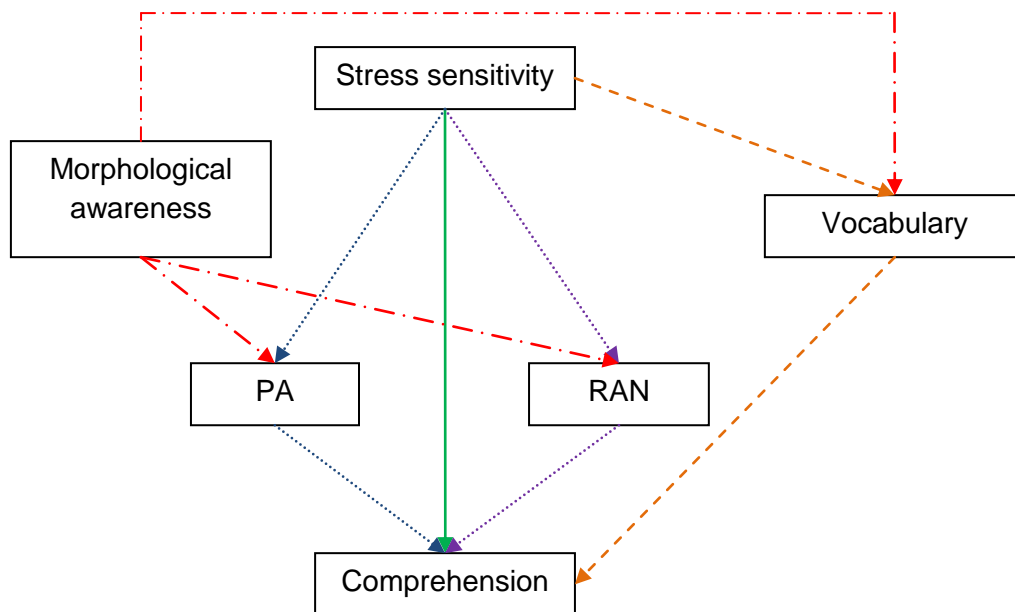 Stress sensitivity
Morphological
awareness
Vocabulary
PA
RAN
Comprehension